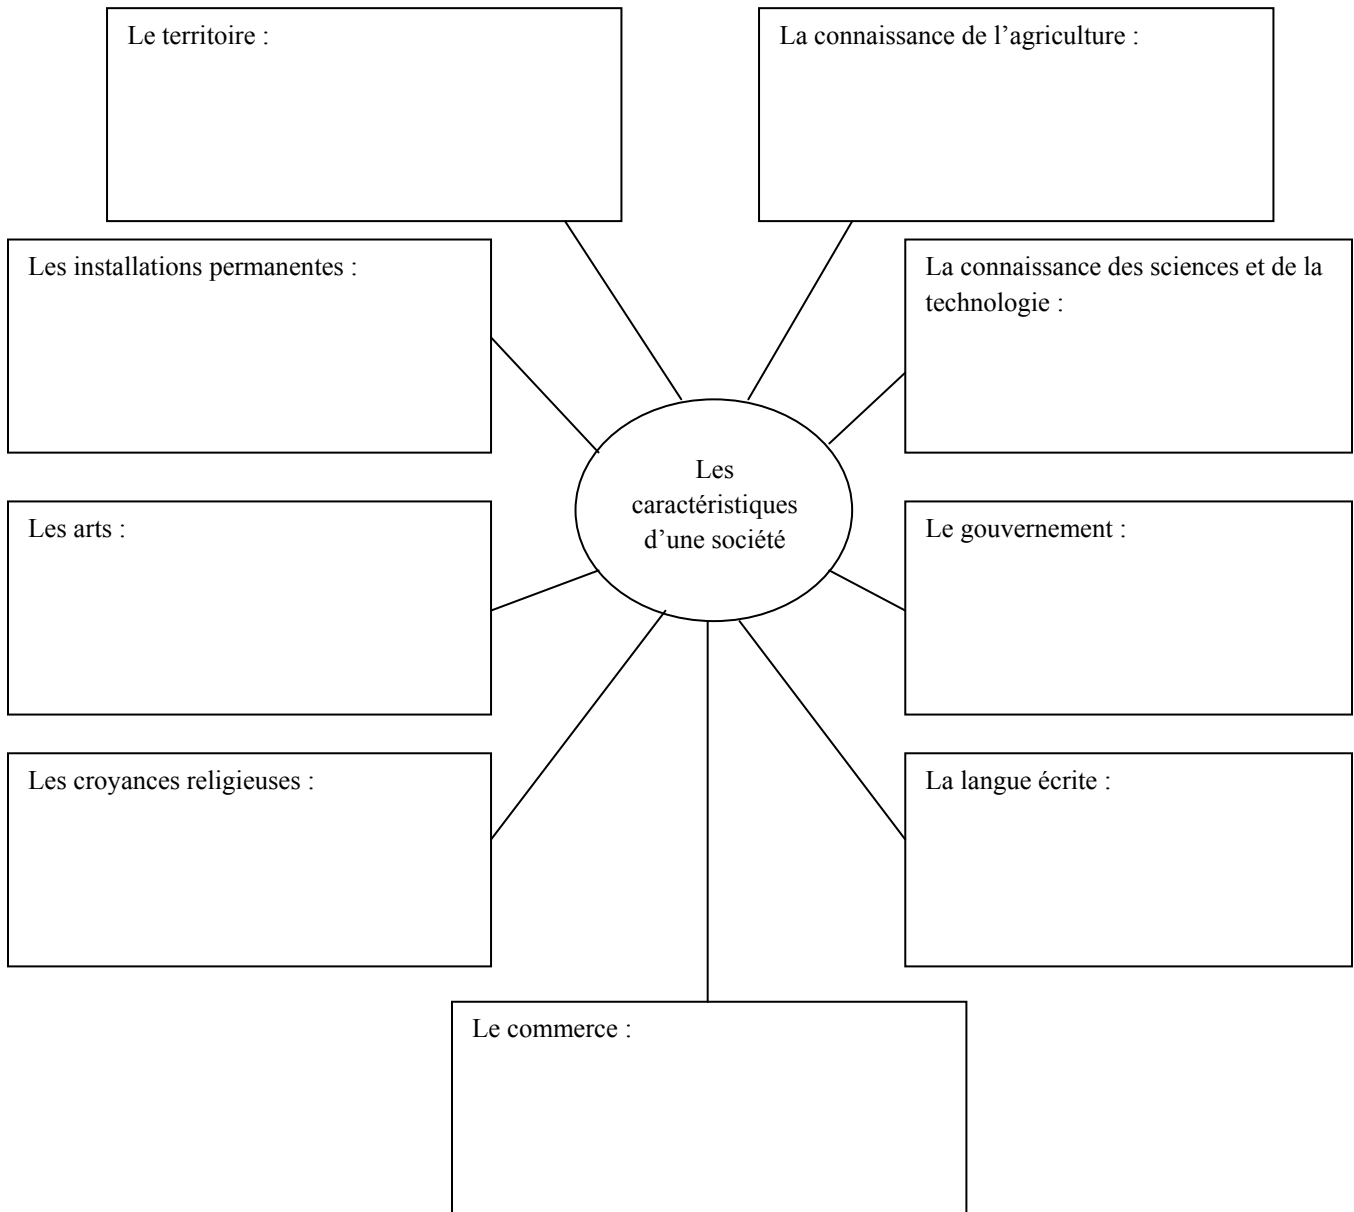 Le territoire :
La connaissance de l’agriculture :
Les installations permanentes :
La connaissance des sciences et de la
technologie :
Les
caractéristiques
d’une société
Les arts :
Le gouvernement :
Les croyances religieuses :
La langue écrite :
Le commerce :